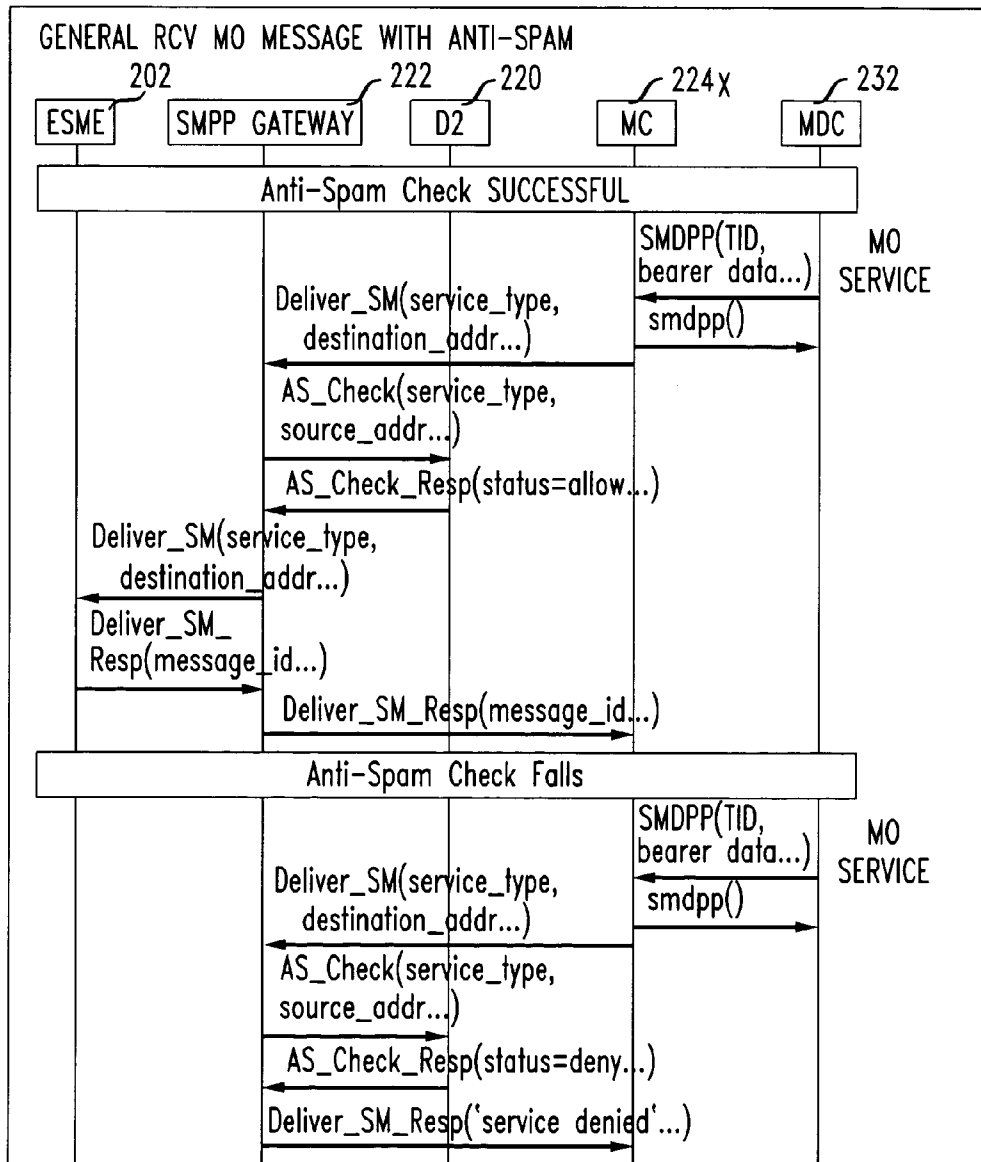 GENERAL RCV MO MESSAGE WITH ANTI-SPAM
202
222
220
224X
232
ESME
SMPP GATEWAY
D2
MC
MDC
Anti-Spam Check SUCCESSFUL
SMDPP(TID,
bearer data...)
MO
SERVICE
smdpp()
Deliver_SM(service_type,
destination_addr...)
AS_Check(service_type,
source_addr...)
AS_Check_Resp(status=allow...)
Deliver_SM(service_type,
destination_addr...)
Deliver_SM_
Resp(message_id...)
Deliver_SM_Resp(message_id...)
Anti-Spam Check Falls
SMDPP(TID,
bearer data...)
MO
SERVICE
smdpp()
Deliver_SM(service_type,
destination_addr...)
AS_Check(service_type,
source_addr...)
AS_Check_Resp(status=deny...)
Deliver_SM_Resp('service denied'...)